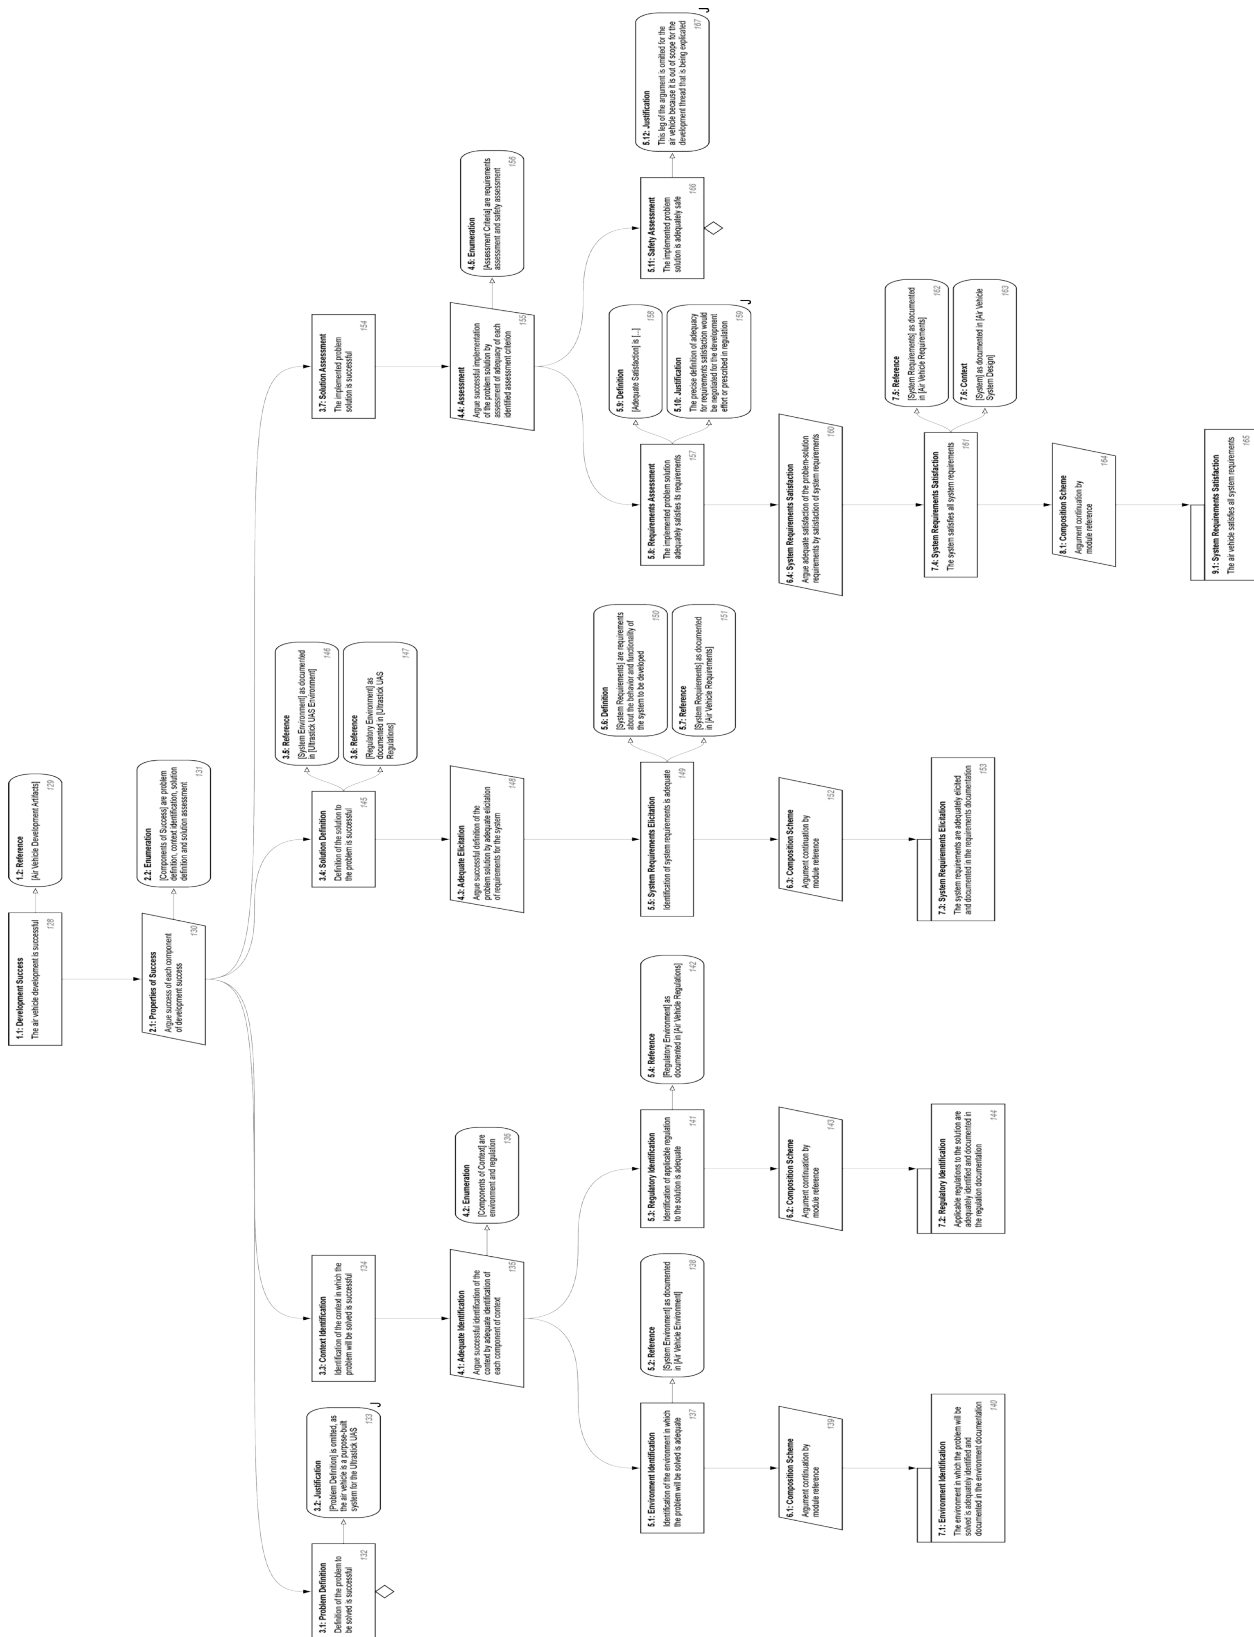 1.1: Development Success
The air vehicle development is successful
128
1.2: Reference
[Air Vehicle Development Artifacts]
129
2.1: Properties of Success
Argue success of each component
of development success
130
2.2: Enumeration
[Components of Success] are problem
definition, context identification, solution
definition and solution assessment
131
3.1: Problem Definition
Definition of the problem to
be solved is successful
132
3.2: Justification
[Problem Definition] is omitted, as
the air vehicle is a purpose-built
system for the Ultrastick UAS
133
J
3.3: Context Identification
Identification of the context in which the
problem will be solved is successful
134
3.4: Solution Definition
Definition of the solution to
the problem is successful
145
3.5: Reference
[System Environment] as documented
in [Ultrastick UAS Environment]
146
3.6: Reference
[Regulatory Environment] as
documented in [Ultrastick UAS
Regulations]
147
3.7: Solution Assessment
The implemented problem
solution is successful
154
4.1: Adequate Identification
Argue successful identification of the
context by adequate identification of
each component of context
135
4.2: Enumeration
[Components of Context] are
environment and regulation
136
4.3: Adequate Elicitation
Argue successful definition of the
problem solution by adequate elicitation
of requirements for the system
148
4.4: Assessment
Argue successful implementation
of the problem solution by
assessment of adequacy of each
identified assessment criterion
155
4.5: Enumeration
[Assessment Criteria] are requirements
assessment and safety assessment
156
5.1: Environment Identification
Identification of the environment in which
the problem will be solved is adequate
137
5.2: Reference
[System Environment] as documented
in [Air Vehicle Environment]
138
5.3: Regulatory Identification
Identification of applicable regulation
to the solution is adequate
141
5.4: Reference
[Regulatory Environment] as
documented in [Air Vehicle Regulations]
142
5.5: System Requirements Elicitation
Identification of system requirements is adequate
149
5.6: Definition
[System Requirements] are requirements
about the behavior and functionality of
the system to be developed
150
5.7: Reference
[System Requirements] as documented
in [Air Vehicle Requirements]
151
5.8: Requirements Assessment
The implemented problem solution
adequately satisfies its requirements
157
5.9: Definition
[Adequate Satisfaction] is [...]
158
5.10: Justification
The precise definition of adequacy
for requirements satisfaction would
be negotiated for the development
effort or prescribed in regulation
159
J
5.11: Safety Assessment
The implemented problem
solution is adequately safe
166
5.12: Justification
This leg of the argument is omitted for the
air vehicle because it is out of scope for the
development thread that is being explicated
167
J
6.1: Composition Scheme
Argument continuation by
module reference
139
6.2: Composition Scheme
Argument continuation by
module reference
143
6.3: Composition Scheme
Argument continuation by
module reference
152
6.4: System Requirements Satisfaction
Argue adequate satisfaction of the problem-solution
requirements by satisfaction of system requirements
160
7.1: Environment Identification
The environment in which the problem will be
solved is adequately identified and
documented in the environment documentation
140
7.2: Regulatory Identification
Applicable regulations to the solution are
adequately identified and documented in
the regulation documentation
144
7.3: System Requirements Elicitation
The system requirements are adequately elicited
and documented in the requirements documentation
153
7.4: System Requirements Satisfaction
The system satisfies all system requirements
161
7.5: Reference
[System Requirements] as documented
in [Air Vehicle Requirements]
162
7.6: Context
[System] as documented in [Air Vehicle
System Design]
163
8.1: Composition Scheme
Argument continuation by
module reference
164
9.1: System Requirements Satisfaction
The air vehicle satisfies all system requirements
165